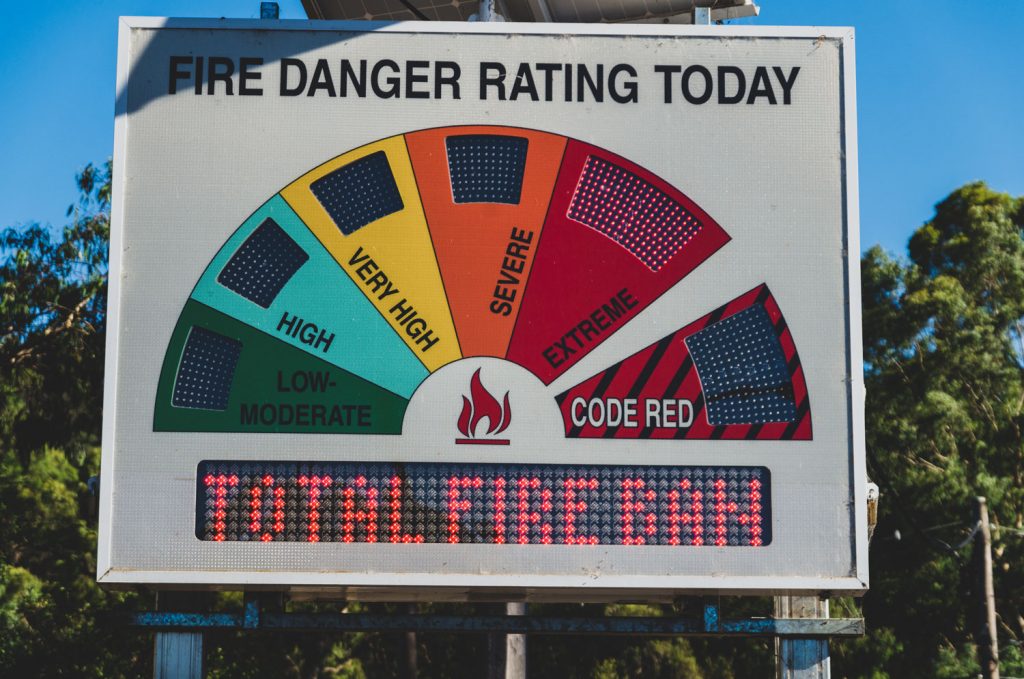 FIRE DANGER RATING TODAY
LOW-
MODERATE
HIGH
VERY HIGH
SEVERE
EXTREME
CODE RED
TOTAL FIRE BAN